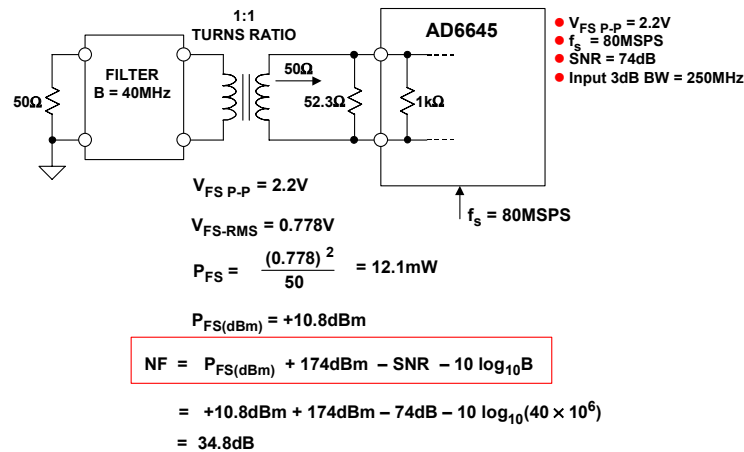 1:1
TURNS RATIO
AD6645
● V_FS P-P = 2.2V
● f_s = 80MSPS
● SNR = 74dB
● Input 3dB BW = 250MHz
FILTER
B = 40MHz
50Ω
50Ω
52.3Ω
1kΩ
f_s = 80MSPS
V_FS P-P = 2.2V
V_FS-RMS = 0.778V
P_FS = (0.778)^2 / 50 = 12.1mW
P_FS(dBm) = +10.8dBm
NF = P_FS(dBm) + 174dBm – SNR – 10 log_10 B
= +10.8dBm + 174dBm – 74dB – 10 log_10(40 × 10^6)
= 34.8dB